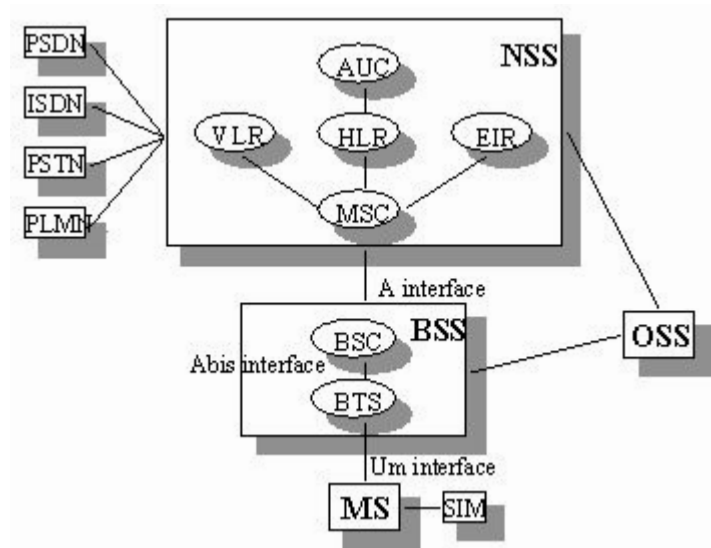 PSDN
ISDN
PSTN
PLMN
NSS
AUC
VLR
HLR
EIR
MSC
A interface
BSS
BSC
Abis interface
BTS
OSS
Um interface
MS
SIM